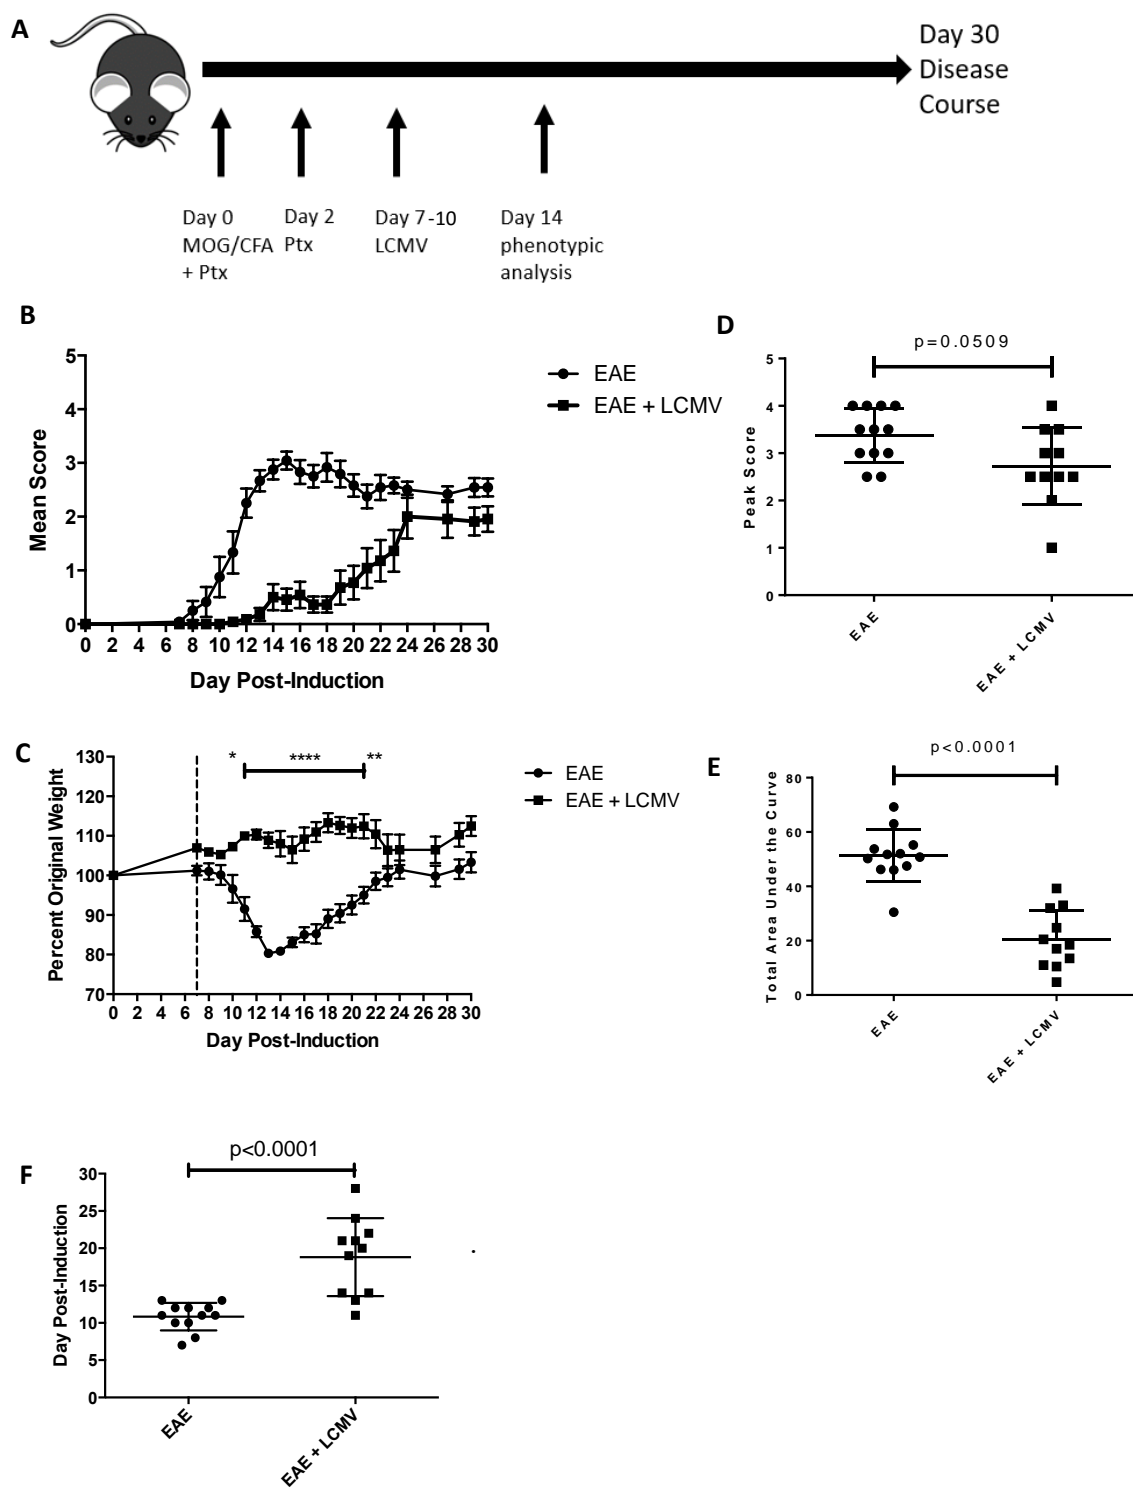 A
Day 30
Disease
Course
Day 0
MOG/CFA
+ Ptx
Day 2
Ptx
Day 7-10
LCMV
Day 14
phenotypic
analysis
B
5
4
3
2
1
0
Mean Score
0 2 4 6 8 10 12 14 16 18 20 22 24 26 28 30
Day Post-Induction
EAE
EAE + LCMV
D
p=0.0509
5
4
3
2
1
0
Peak Score
EAE
EAE + LCMV
C
* **** **
130
120
110
100
90
80
70
Percent Original Weight
0 2 4 6 8 10 12 14 16 18 20 22 24 26 28 30
Day Post-Induction
EAE
EAE + LCMV
E
p<0.0001
80
60
40
20
0
Total Area Under the Curve
EAE
EAE + LCMV
F
p<0.0001
30
25
20
15
10
5
0
Day Post-Induction
EAE
EAE + LCMV